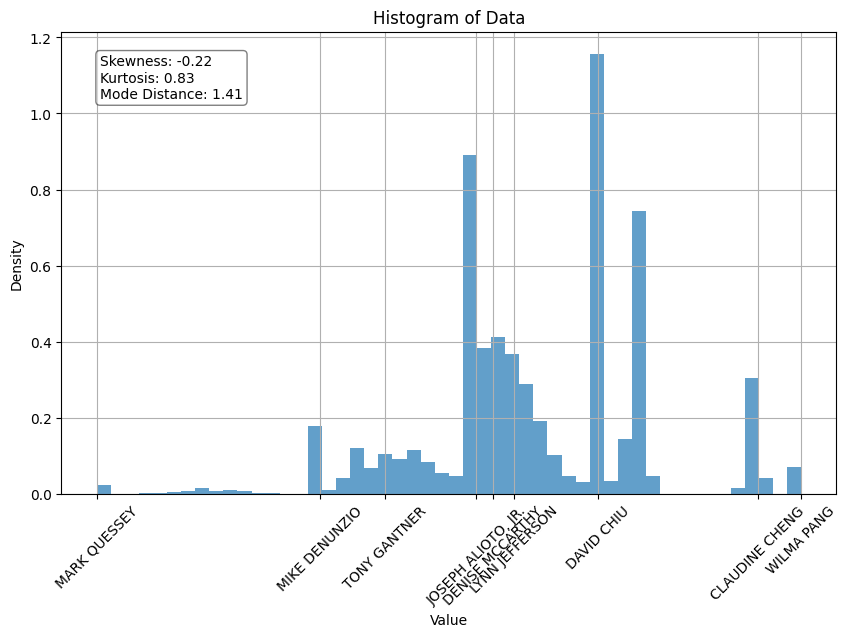 Histogram of Data
Skewness: -0.22
Kurtosis: 0.83
Mode Distance: 1.41
Density
1.2
1.0
0.8
0.6
0.4
0.2
0.0
MARK QUESSEY
MIKE DENUNZIO
TONY GANTNER
JOSEPH ALIOTO, JR.
DENISE MCCARTHY
LYNN JEFFERSON
DAVID CHIU
CLAUDINE CHENG
WILMA PANG
Value